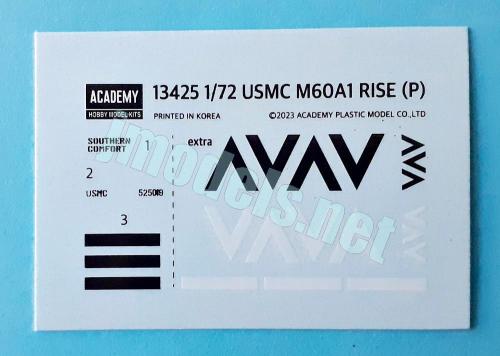 ACADEMY
HOBBY MODEL KITS
13425 1/72 USMC M60A1 RISE (P)
PRINTED IN KOREA
©2023 ACADEMY PLASTIC MODEL CO.,LTD
SOUTHERN
COMFORT
1
extra
2
USMC
3
jmodels.net